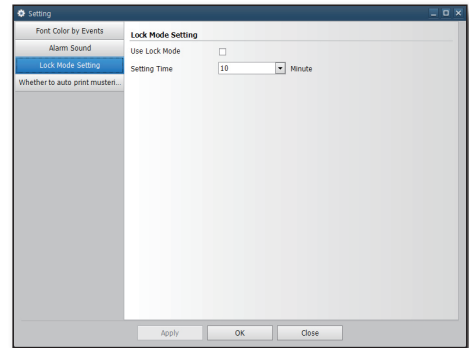 Setting
Font Color by Events
Alarm Sound
Lock Mode Setting
Whether to auto print musteri...
Lock Mode Setting
Use Lock Mode
Setting Time 10 Minute
Apply OK Close